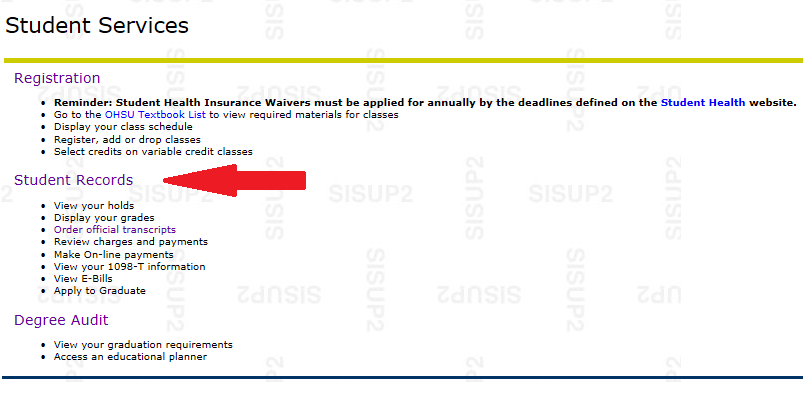 Student Services
Registration
Reminder: Student Health Insurance Waivers must be applied for annually by the deadlines defined on the Student Health website.
Go to the OHSU Textbook List to view required materials for classes
Display your class schedule
Register, add or drop classes
Select credits on variable credit classes
Student Records
View your holds
Display your grades
Order official transcripts
Review charges and payments
Make On-line payments
View your 1098-T information
View E-Bills
Apply to Graduate
Degree Audit
View your graduation requirements
Access an educational planner
SISUP2